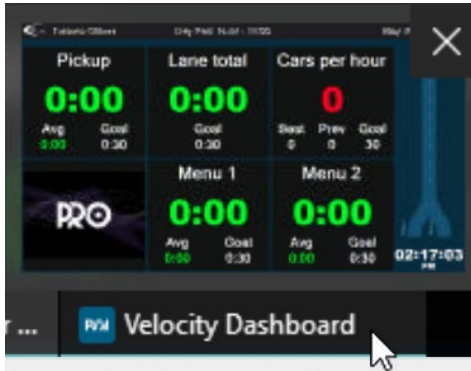 Pickup Lane total Cars per hour
0:00 0:00 0
Avg Goal Goal Best Prev Goal
0:00 0:30 0:30 0 0 30
Menu 1 Menu 2
PRO 0:00 0:00
Avg Goal Avg Goal
0:00 0:30 0:00 0:30
02:17:03
PM
r ... Velocity Dashboard